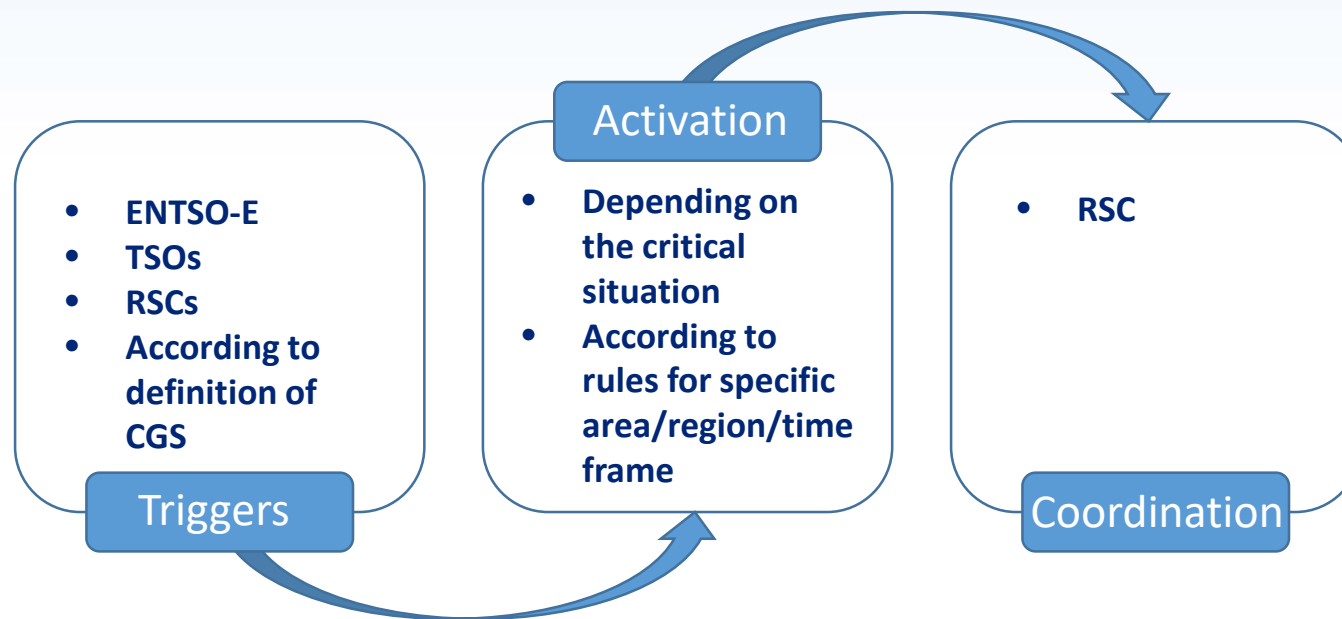 • ENTSO-E
• TSOs
• RSCs
• According to
definition of
CGS
Triggers
Activation
• Depending on
the critical
situation
• According to
rules for specific
area/region/time
frame
• RSC
Coordination